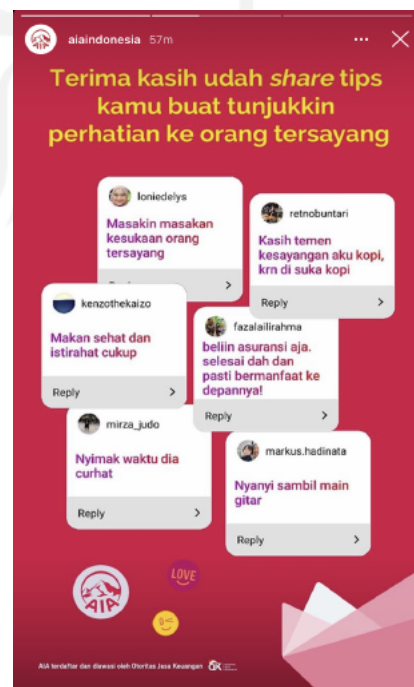 aiaindonesia 57m
Terima kasih udah share tips
kamu buat tunjukkin
perhatian ke orang tersayang
loniedelys
Masakin masakan
kesukaan orang
tersayang
retnobuntari
Kasih temen
kesayangan aku kopi,
krn di suka kopi
Reply
kenzothekaizo
Makan sehat dan
istirahat cukup
Reply
fazalailirahma
beliin asuransi aja.
selesai dah dan
pasti bermanfaat ke
depannya!
Reply
mirza_judo
Nyimak waktu dia
curhat
Reply
markus.hadinata
Nyanyi sambil main
gitar
Reply
LOVE
AIA
AIA terdaftar dan diawasi oleh Otoritas Jasa Keuangan